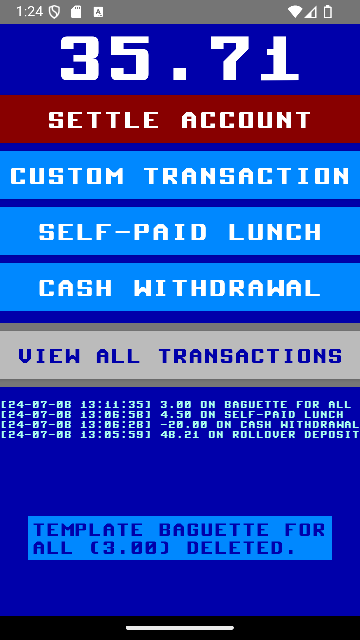 1:24
35.71
SETTLE ACCOUNT
CUSTOM TRANSACTION
SELF-PAID LUNCH
CASH WITHDRAWAL
VIEW ALL TRANSACTIONS
[24-07-08 13:11:35] 3.00 ON BAGUETTE FOR ALL
[24-07-08 13:06:58] 4.50 ON SELF-PAID LUNCH
[24-07-08 13:06:28] -20.00 ON CASH WITHDRAWAL
[24-07-08 13:05:59] 48.21 ON ROLLOVER DEPOSIT
TEMPLATE BAGUETTE FOR
ALL (3.00) DELETED.